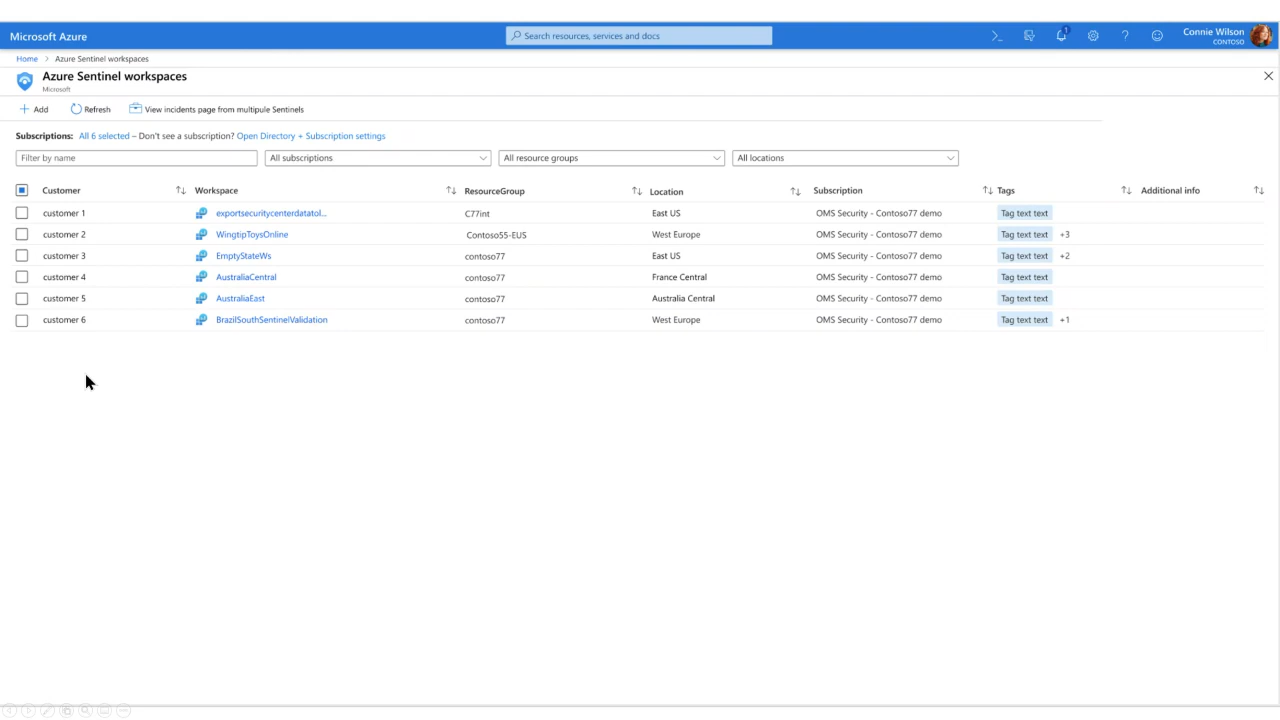 Microsoft Azure
Search resources, services and docs
1
Connie Wilson
CONTOSO
Home > Azure Sentinel workspaces
Azure Sentinel workspaces
Microsoft
Add Refresh View incidents page from multipule Sentinels
Subscriptions: All 6 selected – Don't see a subscription? Open Directory + Subscription settings
Filter by name All subscriptions All resource groups All locations
Customer Workspace ResourceGroup Location Subscription Tags Additional info
customer 1 exportsecuritycenterdatatol... C77int East US OMS Security - Contoso77 demo Tag text text
customer 2 WingtipToysOnline Contoso55-EUS West Europe OMS Security - Contoso77 demo Tag text text +3
customer 3 EmptyStateWs contoso77 East US OMS Security - Contoso77 demo Tag text text +2
customer 4 AustraliaCentral contoso77 France Central OMS Security - Contoso77 demo Tag text text
customer 5 AustraliaEast contoso77 Australia Central OMS Security - Contoso77 demo Tag text text
customer 6 BrazilSouthSentinelValidation contoso77 West Europe OMS Security - Contoso77 demo Tag text text +1